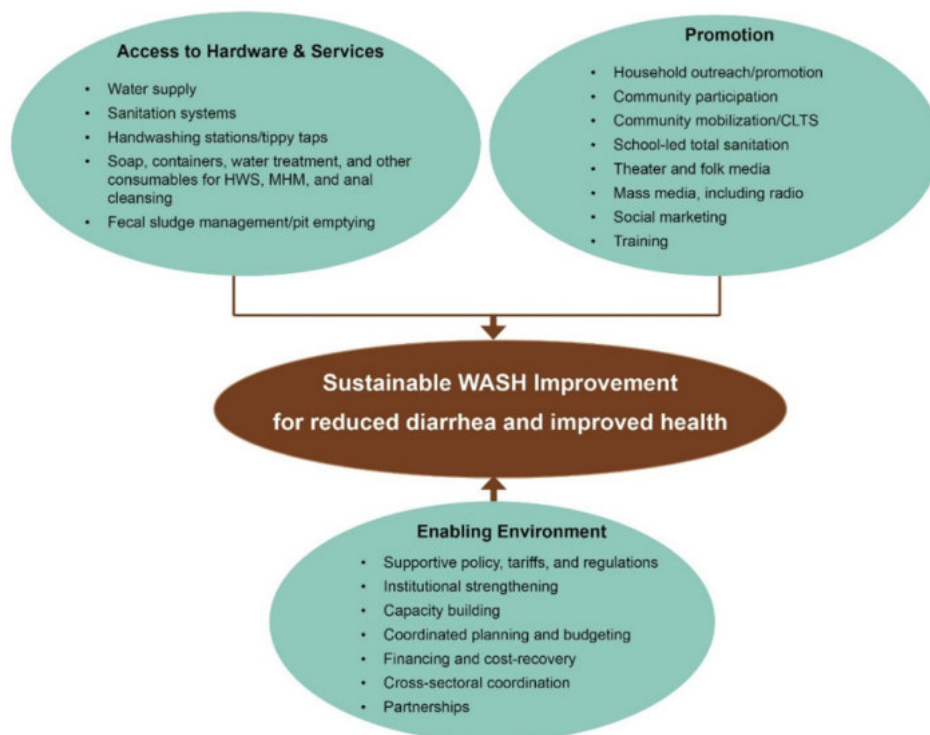 Access to Hardware & Services
• Water supply
• Sanitation systems
• Handwashing stations/tippy taps
• Soap, containers, water treatment, and other
consumables for HWS, MHM, and anal
cleansing
• Fecal sludge management/pit emptying
Promotion
• Household outreach/promotion
• Community participation
• Community mobilization/CLTS
• School-led total sanitation
• Theater and folk media
• Mass media, including radio
• Social marketing
• Training
Sustainable WASH Improvement
for reduced diarrhea and improved health
Enabling Environment
• Supportive policy, tariffs, and regulations
• Institutional strengthening
• Capacity building
• Coordinated planning and budgeting
• Financing and cost-recovery
• Cross-sectoral coordination
• Partnerships